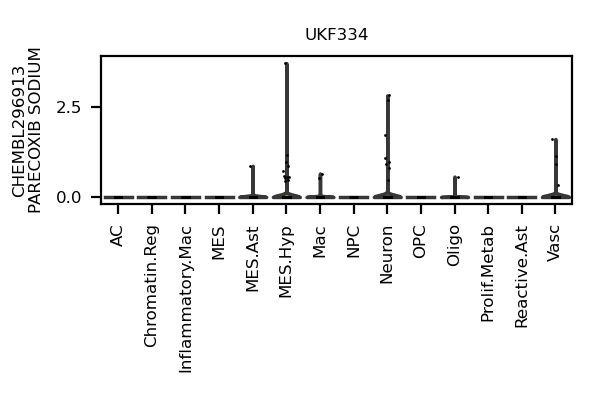 UKF334
CHEMBL296913
PARECOXIB SODIUM
2.5
0.0
AC
Chromatin.Reg
Inflammatory.Mac
MES
MES.Ast
MES.Hyp
Mac
NPC
Neuron
OPC
Oligo
Prolif.Metab
Reactive.Ast
Vasc